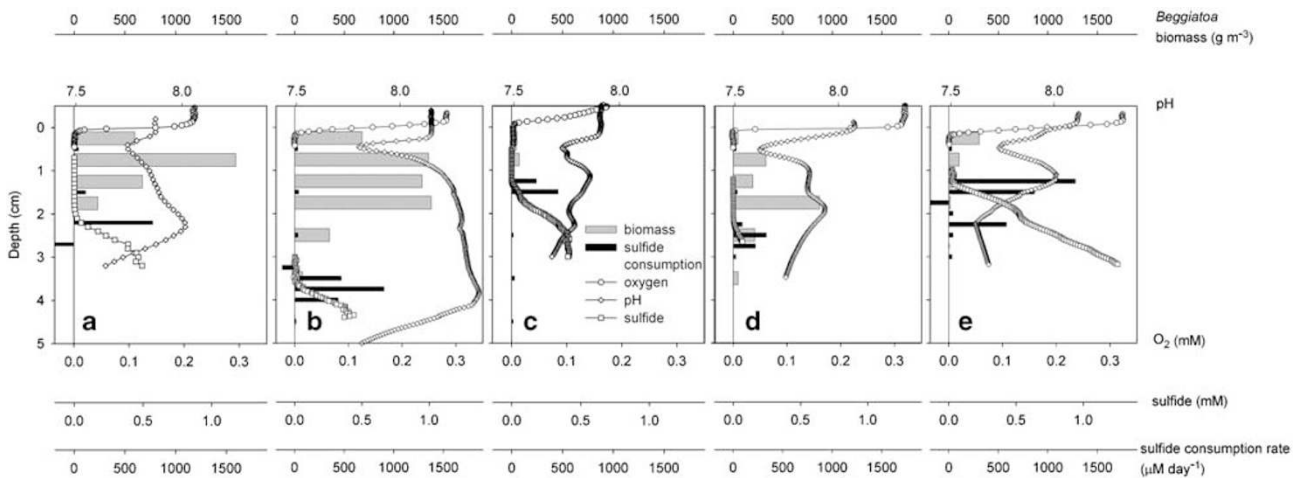 0 500 1000 1500 0 500 1000 1500 0 500 1000 1500 0 500 1000 1500 0 500 1000 1500 Beggiatoa
biomass (g m⁻³)
7.5 8.0 7.5 8.0 7.5 8.0 7.5 8.0 7.5 8.0 pH
0
1
2
3
4
5
Depth (cm)
biomass
sulfide
consumption
oxygen
pH
sulfide
a b c d e
O₂ (mM)
0.0 0.1 0.2 0.3 0.0 0.1 0.2 0.3 0.0 0.1 0.2 0.3 0.0 0.1 0.2 0.3 0.0 0.1 0.2 0.3
sulfide (mM)
0.0 0.5 1.0 0.0 0.5 1.0 0.0 0.5 1.0 0.0 0.5 1.0 0.0 0.5 1.0
sulfide consumption rate
0 500 1000 1500 0 500 1000 1500 0 500 1000 1500 0 500 1000 1500 0 500 1000 1500 (µM day⁻¹)